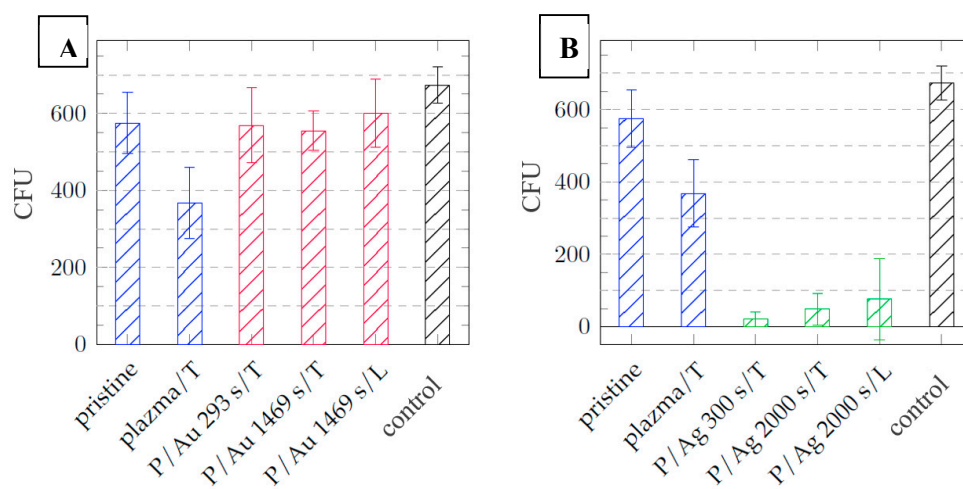 A
CFU
600
400
200
0
pristine
plazma/T
P/Au 293 s/T
P/Au 1469 s/T
P/Au 1469 s/L
control
B
CFU
600
400
200
0
pristine
plazma/T
P/Ag 300 s/T
P/Ag 2000 s/T
P/Ag 2000 s/L
control